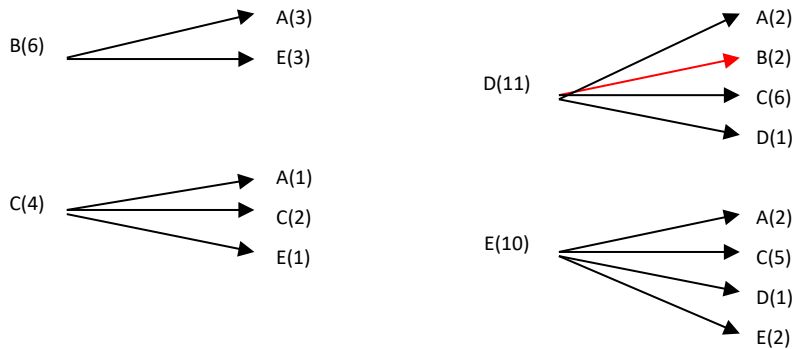 B(6)
A(3)
E(3)
C(4)
A(1)
C(2)
E(1)
D(11)
A(2)
B(2)
C(6)
D(1)
E(10)
A(2)
C(5)
D(1)
E(2)